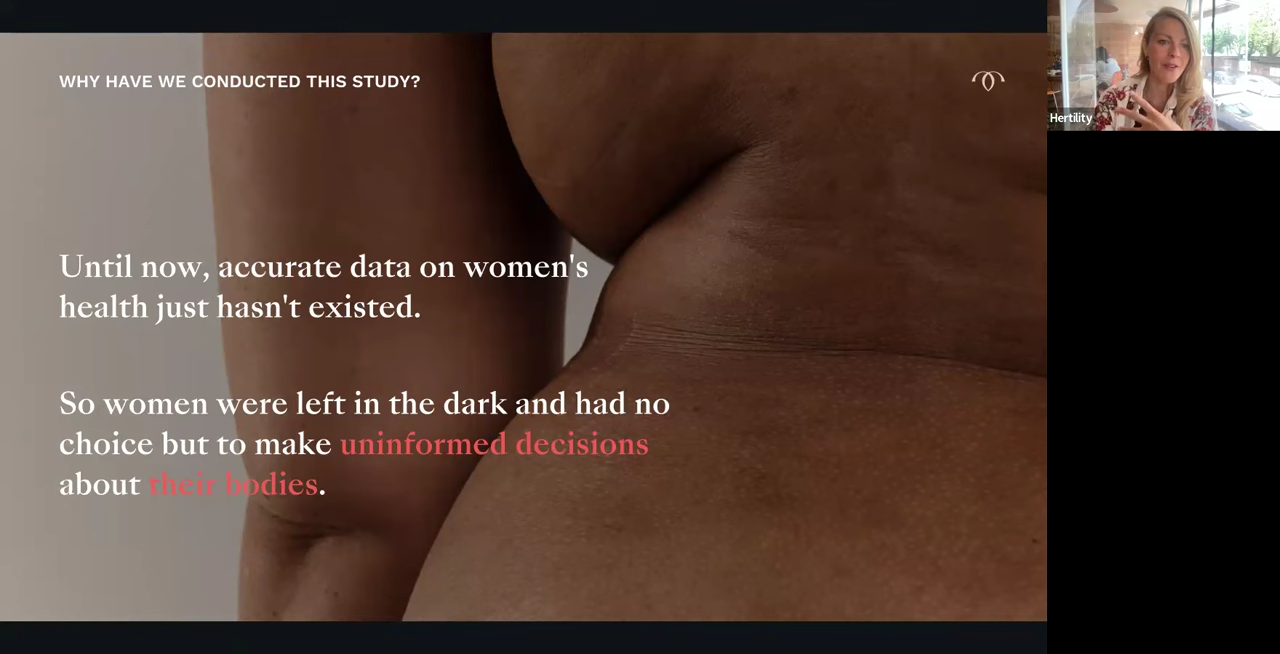 WHY HAVE WE CONDUCTED THIS STUDY?
Until now, accurate data on women's
health just hasn't existed.
So women were left in the dark and had no
choice but to make uninformed decisions
about their bodies.
Hertility